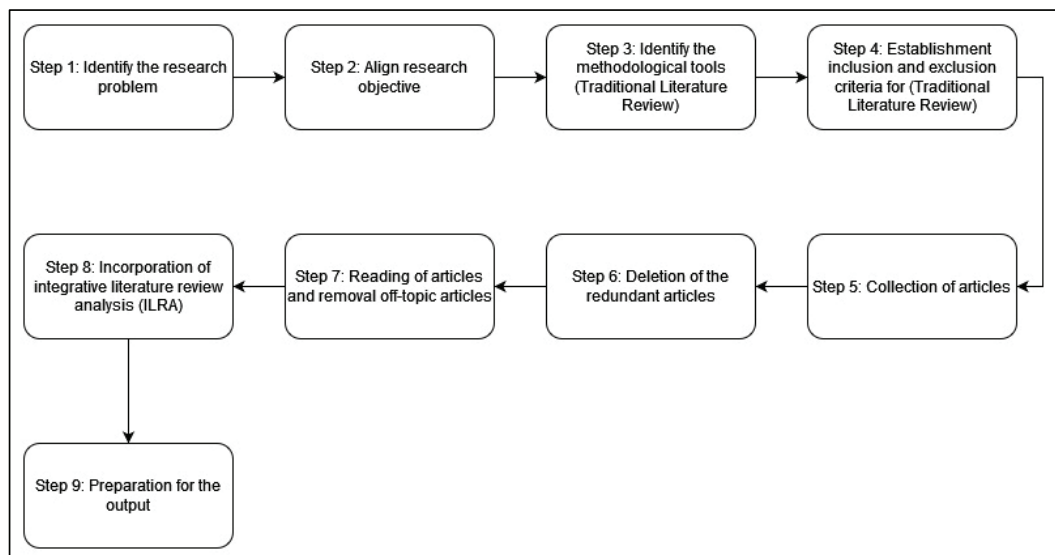 Step 1: Identify the research
problem
Step 2: Align research
objective
Step 3: Identify the
methodological tools
(Traditional Literature
Review)
Step 4: Establishment
inclusion and exclusion
criteria for (Traditional
Literature Review)
Step 5: Collection of articles
Step 6: Deletion of the
redundant articles
Step 7: Reading of articles
and removal off-topic articles
Step 8: Incorporation of
integrative literature review
analysis (ILRA)
Step 9: Preparation for the
output